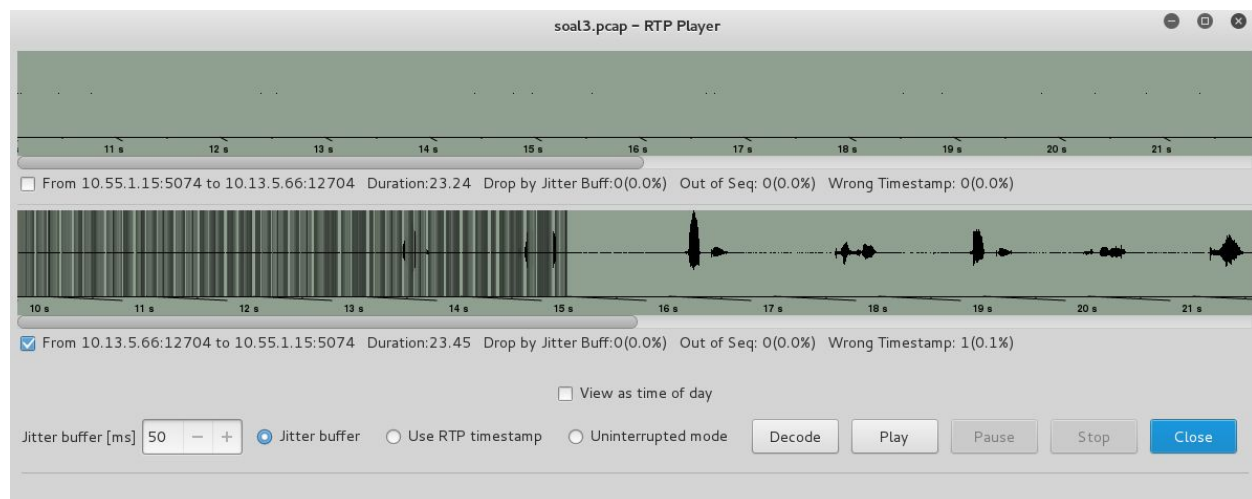 soal3.pcap - RTP Player
11 s 12 s 13 s 14 s 15 s 16 s 17 s 18 s 19 s 20 s 21 s
From 10.55.1.15:5074 to 10.13.5.66:12704 Duration:23.24 Drop by Jitter Buff:0(0.0%) Out of Seq: 0(0.0%) Wrong Timestamp: 0(0.0%)
10 s 11 s 12 s 13 s 14 s 15 s 16 s 17 s 18 s 19 s 20 s 21 s
From 10.13.5.66:12704 to 10.55.1.15:5074 Duration:23.45 Drop by Jitter Buff:0(0.0%) Out of Seq: 0(0.0%) Wrong Timestamp: 1(0.1%)
View as time of day
Jitter buffer [ms] 50 − + Jitter buffer Use RTP timestamp Uninterrupted mode Decode Play Pause Stop Close